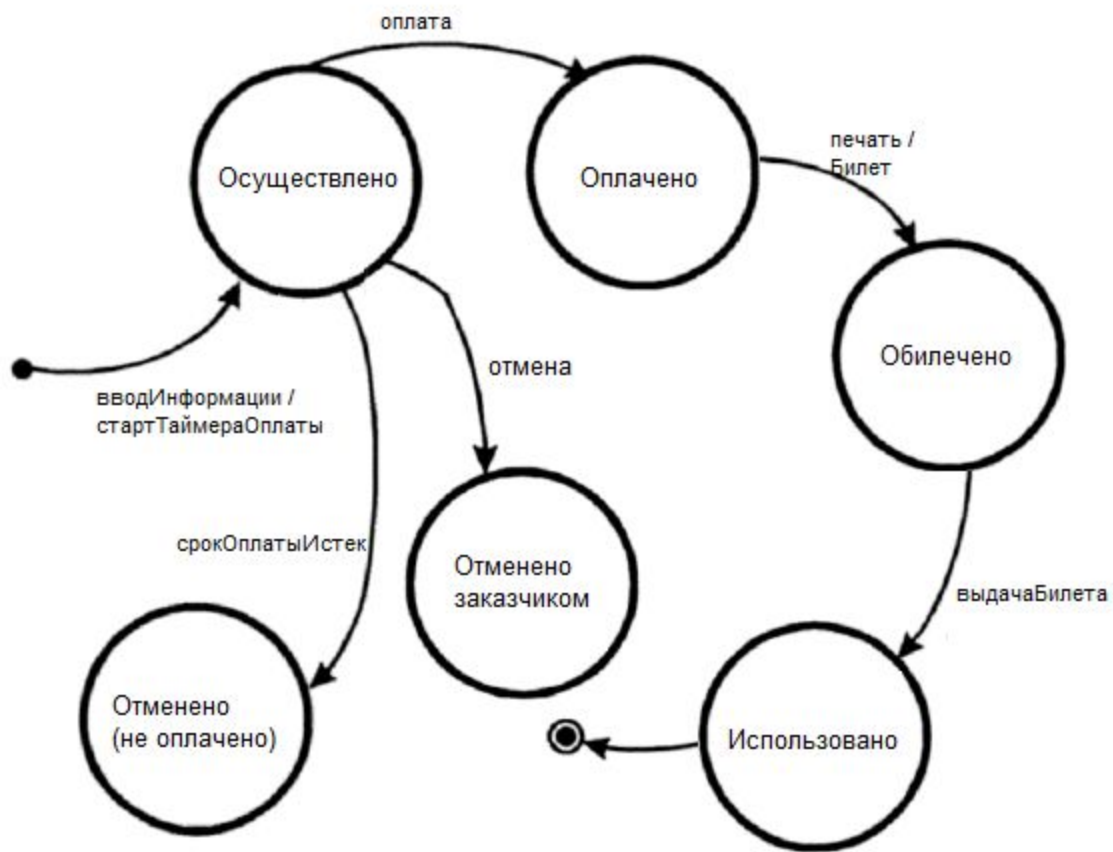 оплата
печать /
Билет
Осуществлено
Оплачено
Обилечено
отмена
вводИнформации /
стартТаймераОплаты
срокОплатыИстек
Отменено
заказчиком
выдачаБилета
Отменено
(не оплачено)
Использовано